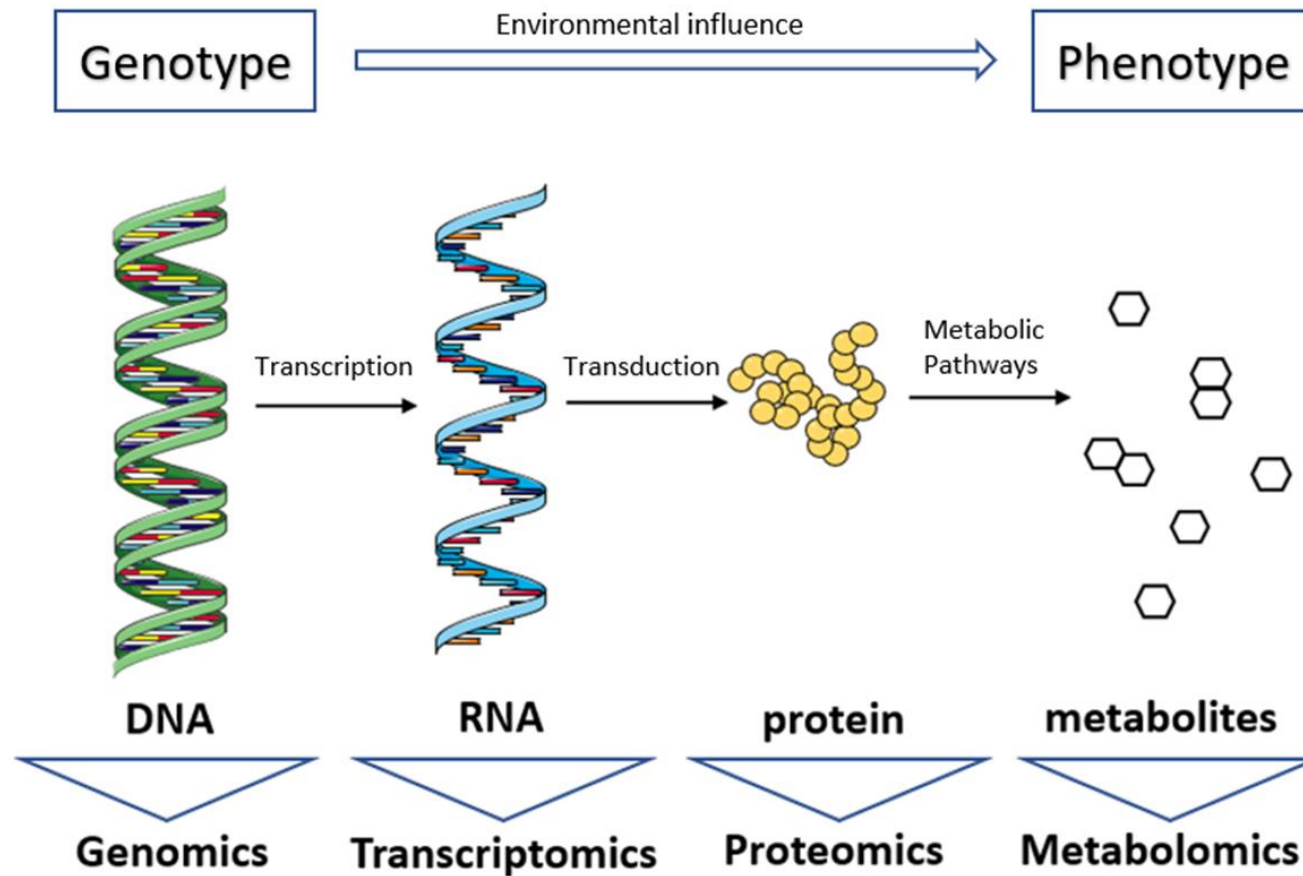 Environmental influence
Genotype
Phenotype
Transcription
Transduction
Metabolic
Pathways
DNA
RNA
protein
metabolites
Genomics
Transcriptomics
Proteomics
Metabolomics